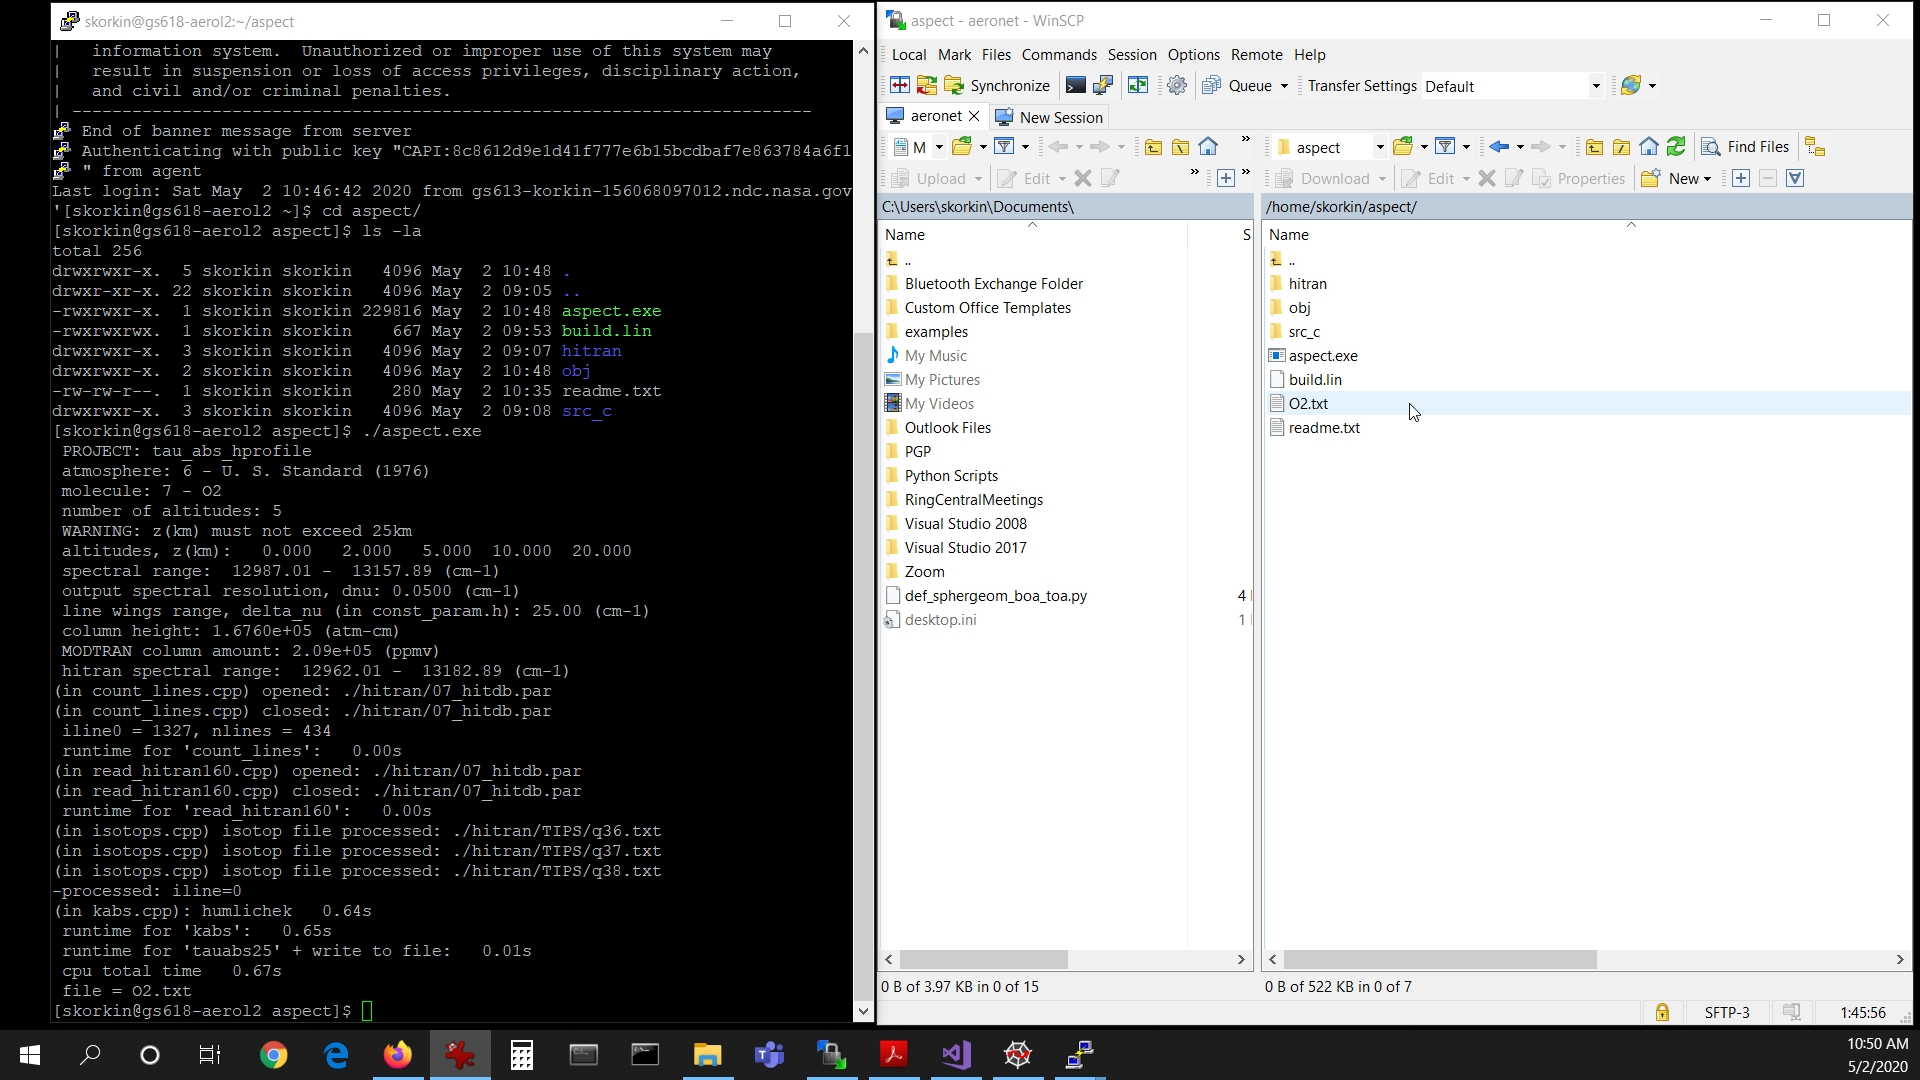 skorkin@gs618-aerol2:~/aspect
|   information system.  Unauthorized or improper use of this system may
|   result in suspension or loss of access privileges, disciplinary action,
|   and civil and/or criminal penalties.
| --------------------------------------------------------------------------
End of banner message from server
Authenticating with public key "CAPI:8c8612d9e1d41f777e6b15bcdbaf7e863784a6f1
" from agent
Last login: Sat May  2 10:46:42 2020 from gs613-korkin-156068097012.ndc.nasa.gov
'[skorkin@gs618-aerol2 ~]$ cd aspect/
[skorkin@gs618-aerol2 aspect]$ ls -la
total 256
drwxrwxr-x.  5 skorkin skorkin   4096 May  2 10:48 .
drwxr-xr-x. 22 skorkin skorkin   4096 May  2 09:05 ..
-rwxrwxr-x.  1 skorkin skorkin 229816 May  2 10:48 aspect.exe
-rwxrwxrwx.  1 skorkin skorkin    667 May  2 09:53 build.lin
drwxrwxr-x.  3 skorkin skorkin   4096 May  2 09:07 hitran
drwxrwxr-x.  2 skorkin skorkin   4096 May  2 10:48 obj
-rw-rw-r--.  1 skorkin skorkin    280 May  2 10:35 readme.txt
drwxrwxr-x.  3 skorkin skorkin   4096 May  2 09:08 src_c
[skorkin@gs618-aerol2 aspect]$ ./aspect.exe
PROJECT: tau_abs_hprofile
atmosphere: 6 - U. S. Standard (1976)
molecule: 7 - O2
number of altitudes: 5
WARNING: z(km) must not exceed 25km
altitudes, z(km):   0.000   2.000   5.000  10.000  20.000
spectral range:  12987.01 -  13157.89 (cm-1)
output spectral resolution, dnu: 0.0500 (cm-1)
line wings range, delta_nu (in const_param.h): 25.00 (cm-1)
column height: 1.6760e+05 (atm-cm)
MODTRAN column amount: 2.09e+05 (ppmv)
hitran spectral range:  12962.01 -  13182.89 (cm-1)
(in count_lines.cpp) opened: ./hitran/07_hitdb.par
(in count_lines.cpp) closed: ./hitran/07_hitdb.par
iline0 = 1327, nlines = 434
runtime for 'count_lines':   0.00s
(in read_hitran160.cpp) opened: ./hitran/07_hitdb.par
(in read_hitran160.cpp) closed: ./hitran/07_hitdb.par
runtime for 'read_hitran160':   0.00s
(in isotops.cpp) isotop file processed: ./hitran/TIPS/q36.txt
(in isotops.cpp) isotop file processed: ./hitran/TIPS/q37.txt
(in isotops.cpp) isotop file processed: ./hitran/TIPS/q38.txt
-processed: iline=0
(in kabs.cpp): humlichek   0.64s
runtime for 'kabs':   0.65s
runtime for 'tauabs25' + write to file:   0.01s
cpu total time   0.67s
file = O2.txt
[skorkin@gs618-aerol2 aspect]$
aspect - aeronet - WinSCP
Local Mark Files Commands Session Options Remote Help
Synchronize Queue Transfer Settings Default
aeronet New Session
M aspect Find Files
Upload Edit Download Edit Properties New
C:\Users\skorkin\Documents\
Name S
..
Bluetooth Exchange Folder
Custom Office Templates
examples
My Music
My Pictures
My Videos
Outlook Files
PGP
Python Scripts
RingCentralMeetings
Visual Studio 2008
Visual Studio 2017
Zoom
def_sphergeom_boa_toa.py 4
desktop.ini 1
0 B of 3.97 KB in 0 of 15
/home/skorkin/aspect/
Name
..
hitran
obj
src_c
aspect.exe
build.lin
O2.txt
readme.txt
0 B of 522 KB in 0 of 7
SFTP-3 1:45:56
10:50 AM
5/2/2020